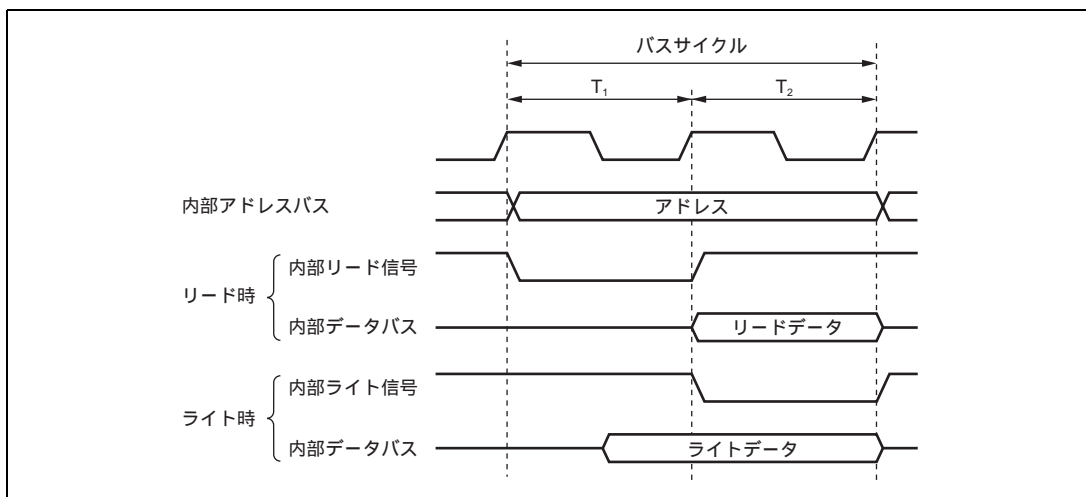 バスサイクル
T₁ T₂
内部アドレスバス アドレス
リード時
内部リード信号
内部データバス リードデータ
ライト時
内部ライト信号
内部データバス ライトデータ